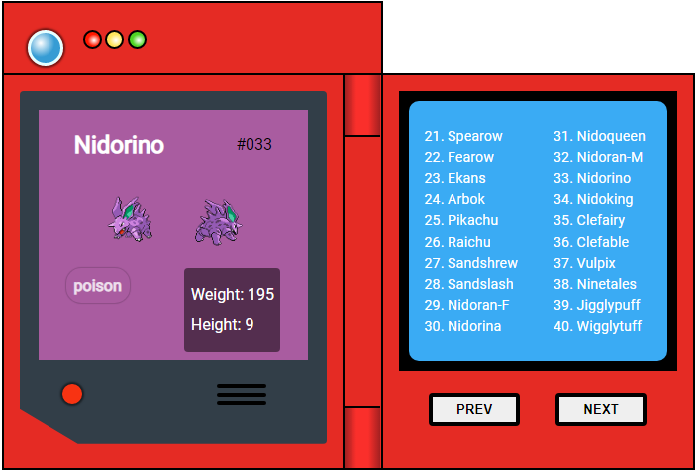 Nidorino
#033
poison
Weight: 195
Height: 9
21. Spearow
22. Fearow
23. Ekans
24. Arbok
25. Pikachu
26. Raichu
27. Sandshrew
28. Sandslash
29. Nidoran-F
30. Nidorina
31. Nidoqueen
32. Nidoran-M
33. Nidorino
34. Nidoking
35. Clefairy
36. Clefable
37. Vulpix
38. Ninetales
39. Jigglypuff
40. Wigglytuff
PREV
NEXT